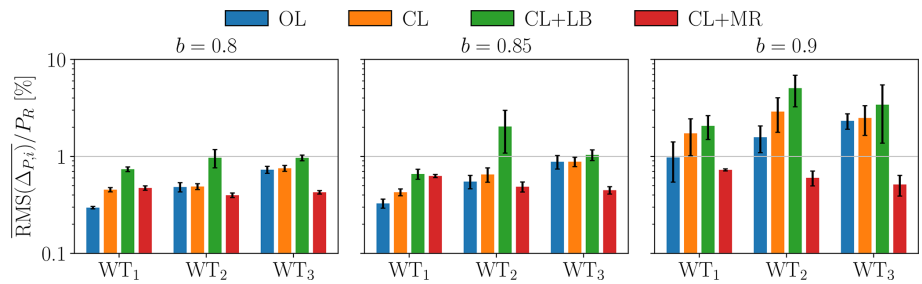 OL CL CL+LB CL+MR
b = 0.8 b = 0.85 b = 0.9
RMS(Δ_{P,i})/P_R [%]
10
1
0.1
WT₁ WT₂ WT₃ WT₁ WT₂ WT₃ WT₁ WT₂ WT₃